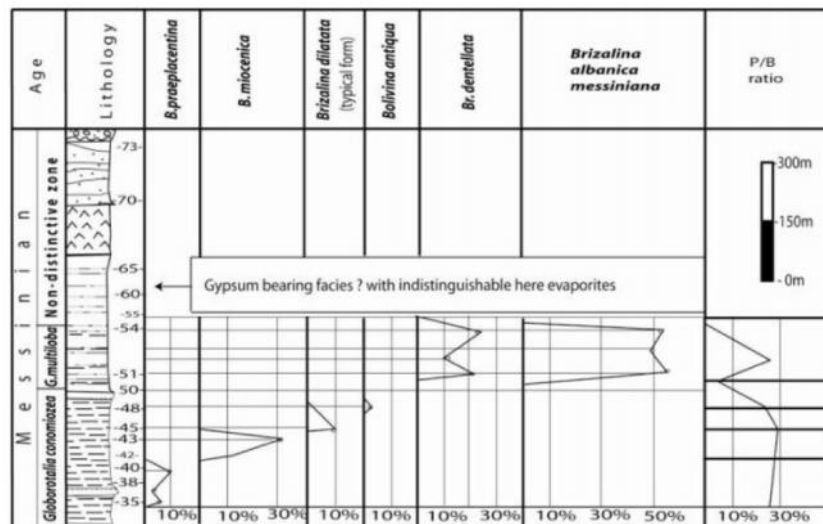 Age
Lithology
B.praeplacentina
B. miocenica
Brizalina dilatata
(typical form)
Bolivina antiqua
Br. dentellata
Brizalina
albanica
messiniana
P/B
ratio
Messinian
Non-distinctive zone
G.multiloba
Globorotalia conomiozea
-73-
-70-
-65
-60
-55
-54
-51
50
-48
-45
-43
-42-
-40
-38
-35
Gypsum bearing facies ? with indistinguishable here evaporites
300m
-150m
- 0m
10% 10% 30% 10% 10% 10% 30% 10% 30% 50% 10% 30%